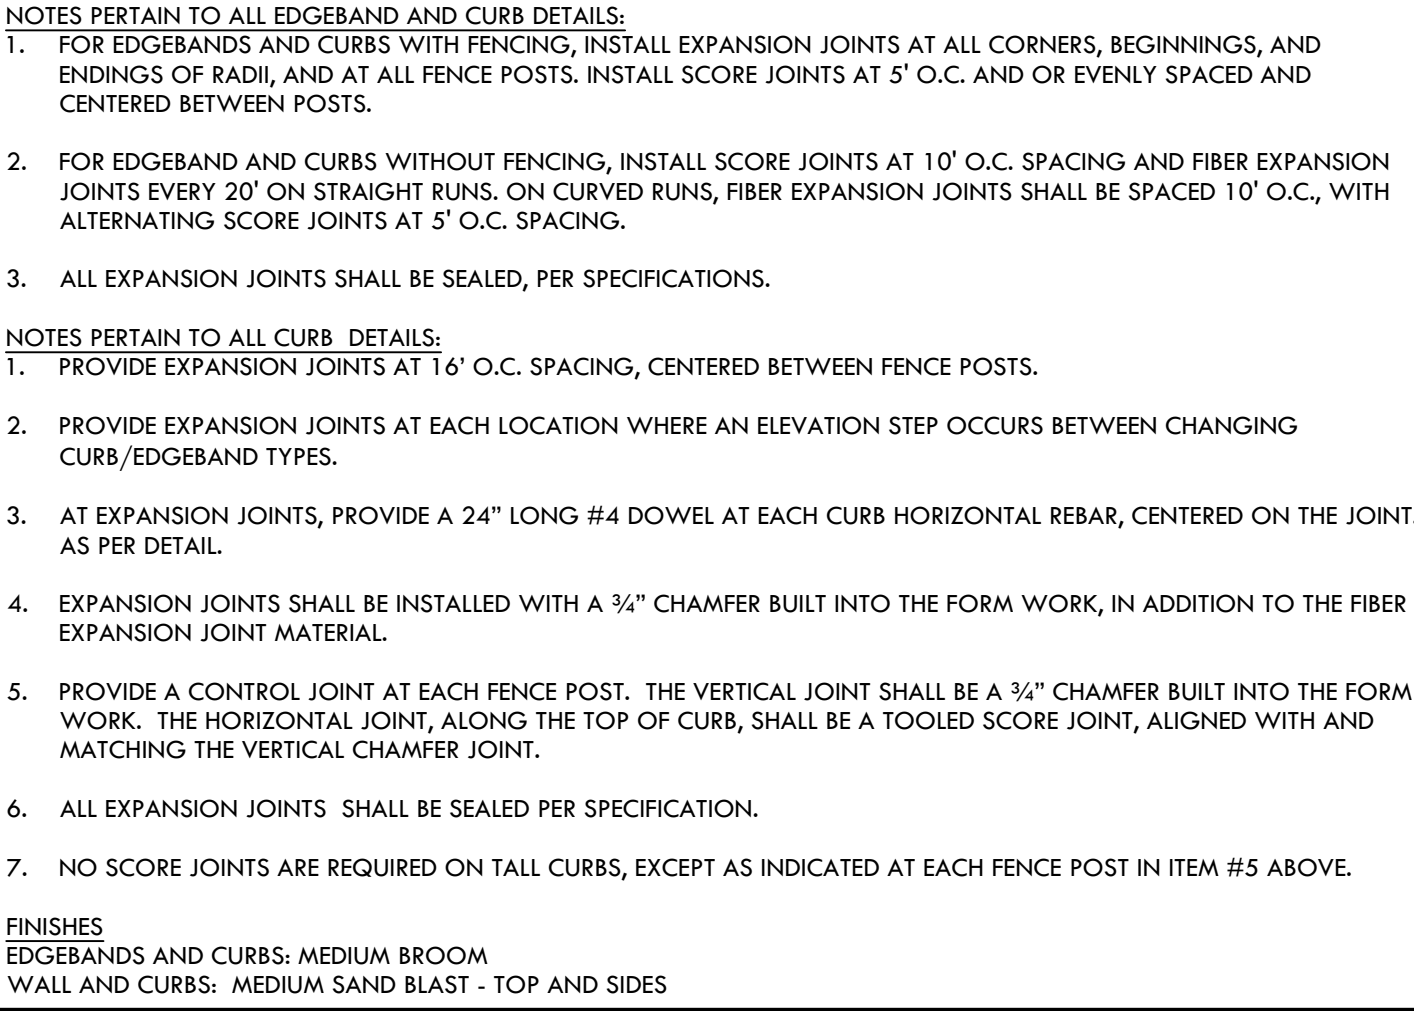 NOTES PERTAIN TO ALL EDGEBAND AND CURB DETAILS:
1. FOR EDGEBANDS AND CURBS WITH FENCING, INSTALL EXPANSION JOINTS AT ALL CORNERS, BEGINNINGS, AND
ENDINGS OF RADII, AND AT ALL FENCE POSTS. INSTALL SCORE JOINTS AT 5' O.C. AND OR EVENLY SPACED AND
CENTERED BETWEEN POSTS.
2. FOR EDGEBAND AND CURBS WITHOUT FENCING, INSTALL SCORE JOINTS AT 10' O.C. SPACING AND FIBER EXPANSION
JOINTS EVERY 20' ON STRAIGHT RUNS. ON CURVED RUNS, FIBER EXPANSION JOINTS SHALL BE SPACED 10' O.C., WITH
ALTERNATING SCORE JOINTS AT 5' O.C. SPACING.
3. ALL EXPANSION JOINTS SHALL BE SEALED, PER SPECIFICATIONS.
NOTES PERTAIN TO ALL CURB DETAILS:
1. PROVIDE EXPANSION JOINTS AT 16’ O.C. SPACING, CENTERED BETWEEN FENCE POSTS.
2. PROVIDE EXPANSION JOINTS AT EACH LOCATION WHERE AN ELEVATION STEP OCCURS BETWEEN CHANGING
CURB/EDGEBAND TYPES.
3. AT EXPANSION JOINTS, PROVIDE A 24” LONG #4 DOWEL AT EACH CURB HORIZONTAL REBAR, CENTERED ON THE JOINT.
AS PER DETAIL.
4. EXPANSION JOINTS SHALL BE INSTALLED WITH A ¾” CHAMFER BUILT INTO THE FORM WORK, IN ADDITION TO THE FIBER
EXPANSION JOINT MATERIAL.
5. PROVIDE A CONTROL JOINT AT EACH FENCE POST. THE VERTICAL JOINT SHALL BE A ¾” CHAMFER BUILT INTO THE FORM
WORK. THE HORIZONTAL JOINT, ALONG THE TOP OF CURB, SHALL BE A TOOLED SCORE JOINT, ALIGNED WITH AND
MATCHING THE VERTICAL CHAMFER JOINT.
6. ALL EXPANSION JOINTS SHALL BE SEALED PER SPECIFICATION.
7. NO SCORE JOINTS ARE REQUIRED ON TALL CURBS, EXCEPT AS INDICATED AT EACH FENCE POST IN ITEM #5 ABOVE.
FINISHES
EDGEBANDS AND CURBS: MEDIUM BROOM
WALL AND CURBS: MEDIUM SAND BLAST - TOP AND SIDES